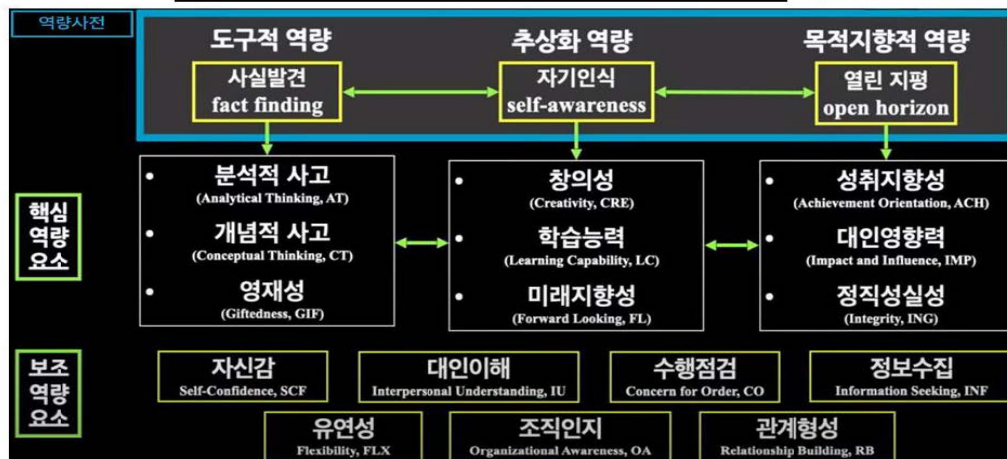 역량사전
도구적 역량
추상화 역량
목적지향적 역량
사실발견
fact finding
자기인식
self-awareness
열린 지평
open horizon
핵심
역량
요소
• 분석적 사고
(Analytical Thinking, AT)
• 개념적 사고
(Conceptual Thinking, CT)
• 영재성
(Giftedness, GIF)
• 창의성
(Creativity, CRE)
• 학습능력
(Learning Capability, LC)
• 미래지향성
(Forward Looking, FL)
• 성취지향성
(Achievement Orientation, ACH)
• 대인영향력
(Impact and Influence, IMP)
• 정직성실성
(Integrity, ING)
보조
역량
요소
자신감
Self-Confidence, SCF
대인이해
Interpersonal Understanding, IU
수행점검
Concern for Order, CO
정보수집
Information Seeking, INF
유연성
Flexibility, FLX
조직인지
Organizational Awareness, OA
관계형성
Relationship Building, RB